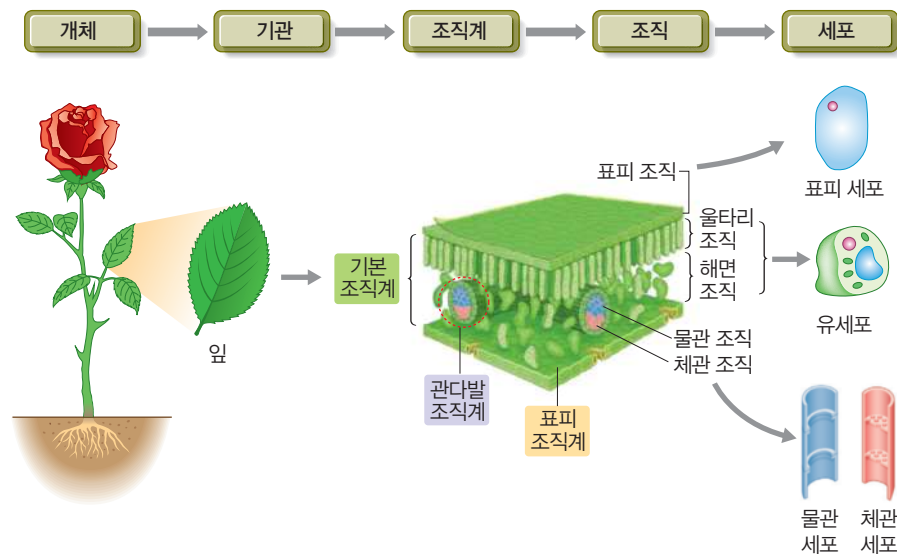 개체
기관
조직계
조직
세포
표피 조직
표피 세포
울타리
조직
해면
조직
유세포
기본
조직계
잎
물관 조직
체관 조직
관다발
조직계
표피
조직계
물관
세포
체관
세포